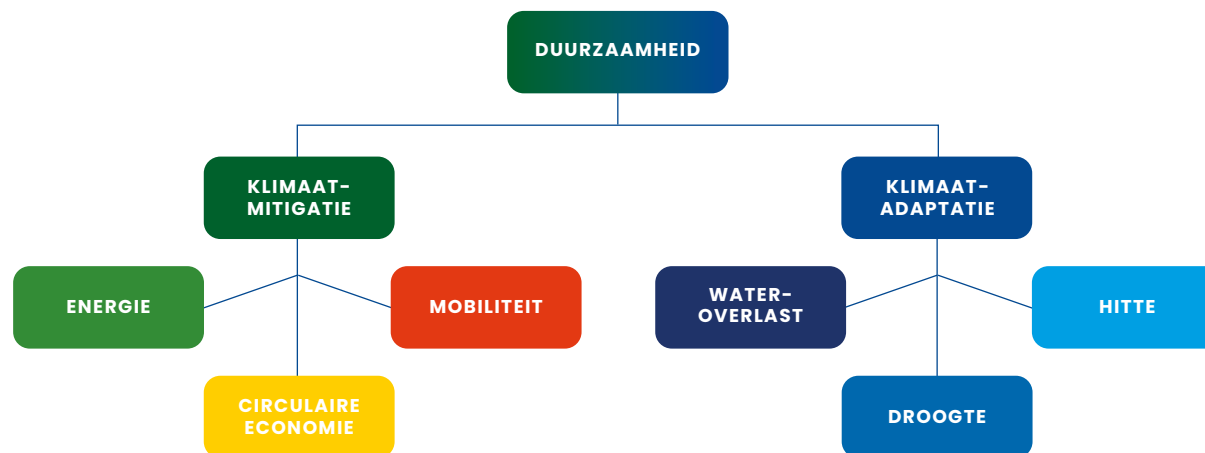 DUURZAAMHEID
KLIMAAT-
MITIGATIE
KLIMAAT-
ADAPTATIE
ENERGIE
MOBILITEIT
WATER-
OVERLAST
HITTE
CIRCULAIRE
ECONOMIE
DROOGTE